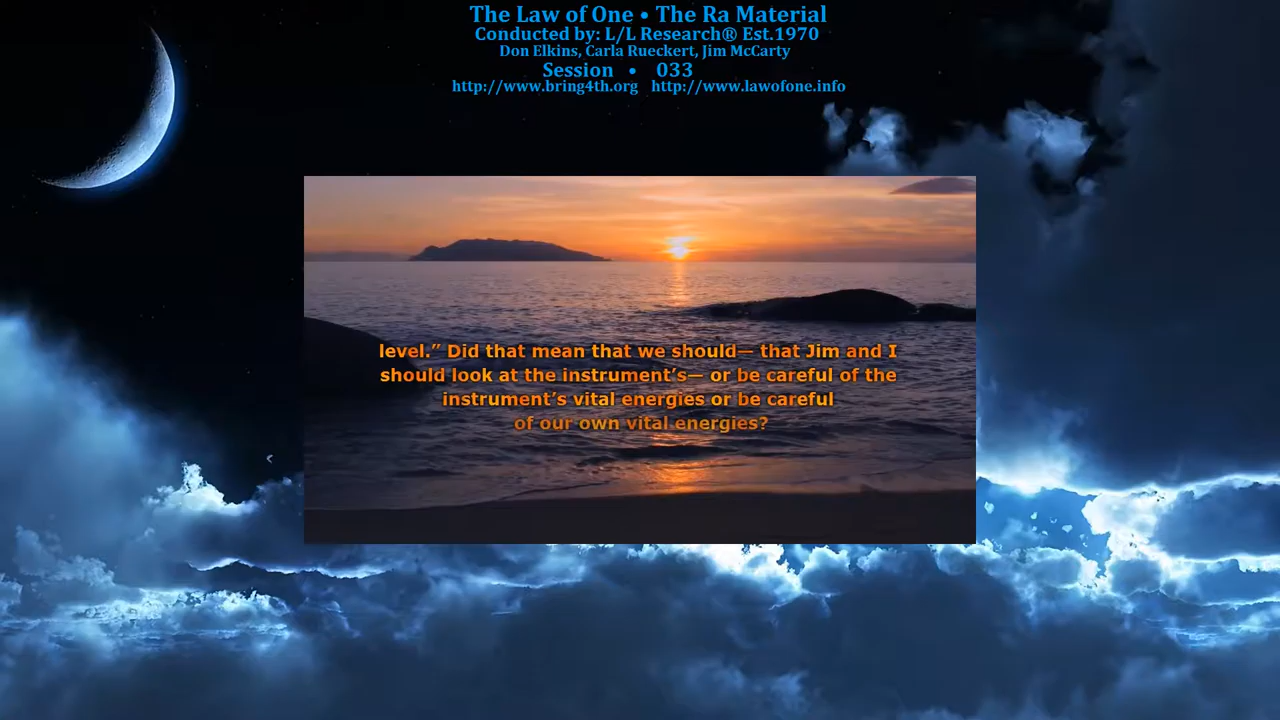 The Law of One • The Ra Material
Conducted by: L/L Research® Est.1970
Don Elkins, Carla Rueckert, Jim McCarty
Session • 033
http://www.bring4th.org http://www.lawofone.info
level.” Did that mean that we should— that Jim and I
should look at the instrument’s— or be careful of the
instrument’s vital energies or be careful
of our own vital energies?